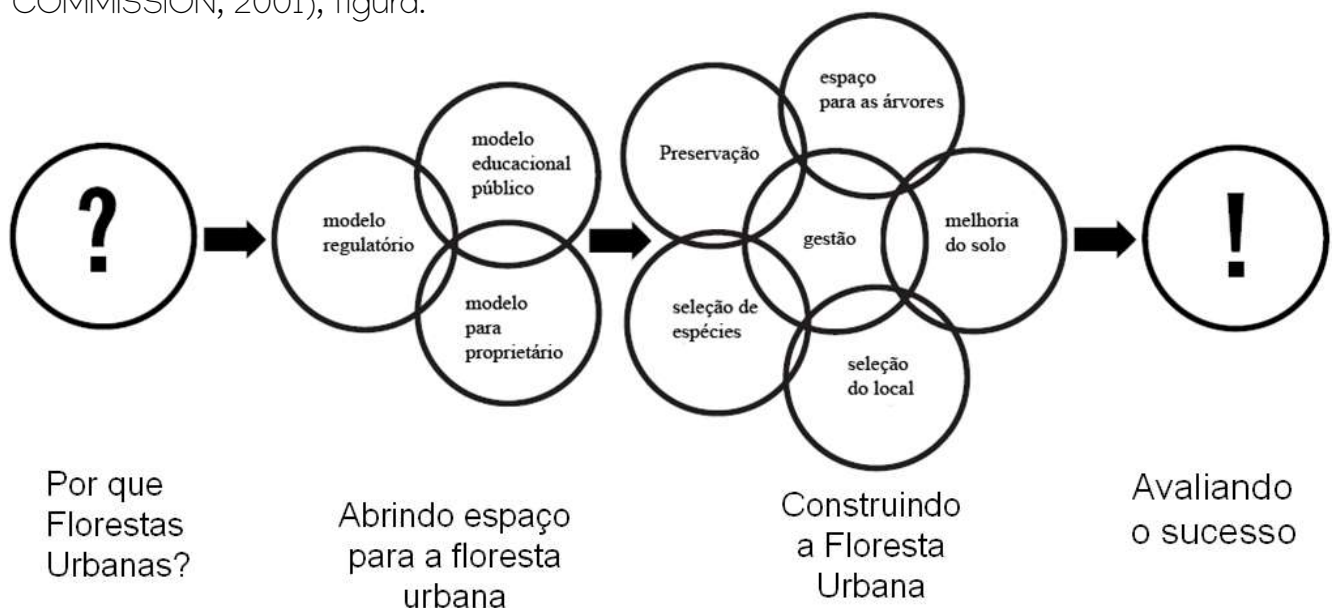 COMMISSION, 2001), figura.
?
modelo
regulatório
modelo
educacional
público
modelo
para
proprietário
Preservação
espaço
para as árvores
gestão
melhoria
do solo
seleção de
espécies
seleção
do local
!
Por que
Florestas
Urbanas?
Abrindo espaço
para a floresta
urbana
Construindo
a Floresta
Urbana
Avaliando
o sucesso